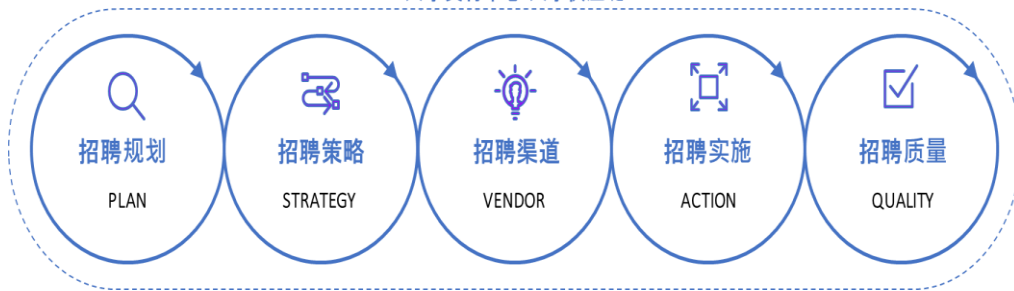 招聘规划
招聘策略
招聘渠道
招聘实施
招聘质量
PLAN
STRATEGY
VENDOR
ACTION
QUALITY